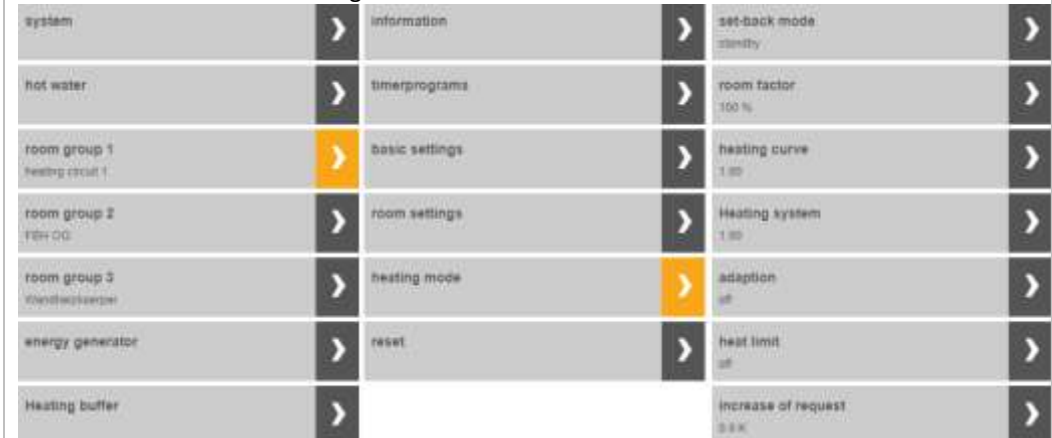 system
hot water
room group 1
heating circuit 1
room group 2
FBH OG
room group 3
energy generator
Heating buffer
information
timerprograms
basic settings
room settings
heating mode
reset
set-back mode
standby
room factor
100 %
heating curve
1.00
Heating system
adaption
off
heat limit
off
increase of request